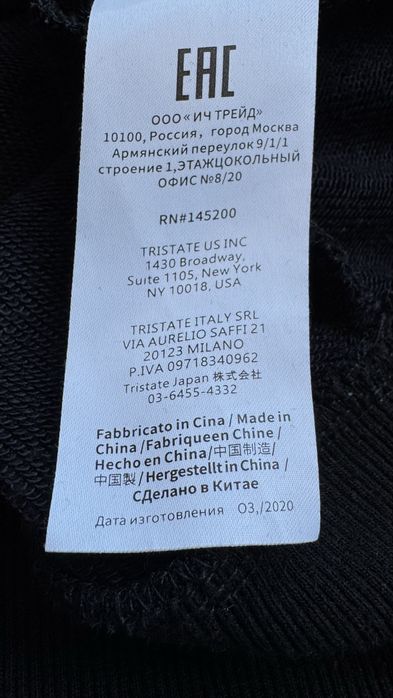 EAC
ООО«ИЧ ТРЕЙД»
10100, Россия, город Москва
Армянский переулок 9/1/1
строение 1,ЭТАЖЦОКОЛЬНЫЙ
ОФИС №8/20
RN#145200
TRISTATE US INC
1430 Broadway,
Suite 1105, New York
NY 10018, USA
TRISTATE ITALY SRL
VIA AURELIO SAFFI 21
20123 MILANO
P.IVA 09718340962
Tristate Japan 株式会社
03-6455-4332
Fabbricato in Cina / Made in
China /Fabriqueen Chine /
Hecho en China/中国制造/
中国製/Hergestellt in China /
СДелано в Китае
Дата изготовления 03,/2020